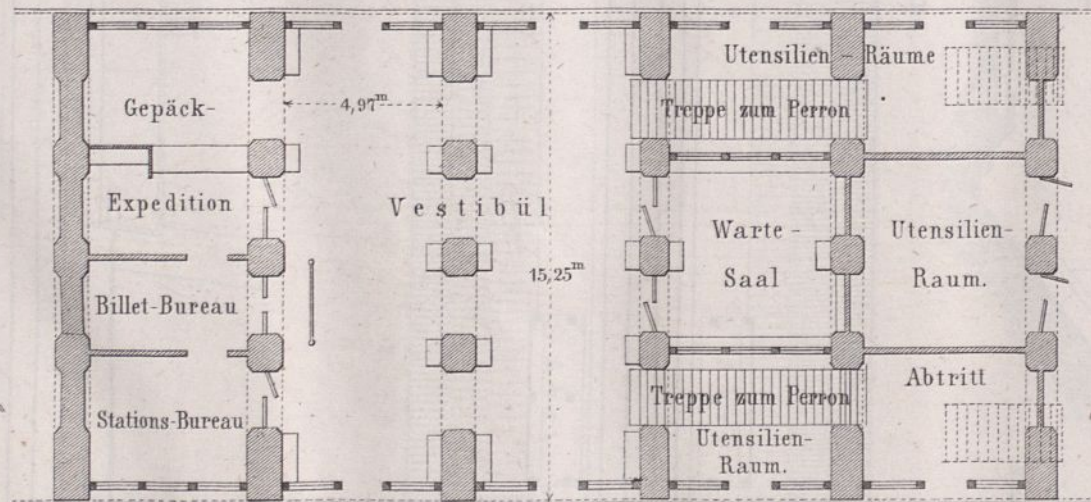 Utensilien - Räume
Gepäck-
4,97m
Treppe zum Perron
Expedition
Vestibül
Warte -
Saal
Utensilien-
Raum.
15,25m
Billet-Bureau
Abtritt
Stations-Bureau
Treppe zum Perron
Utensilien-
Raum.